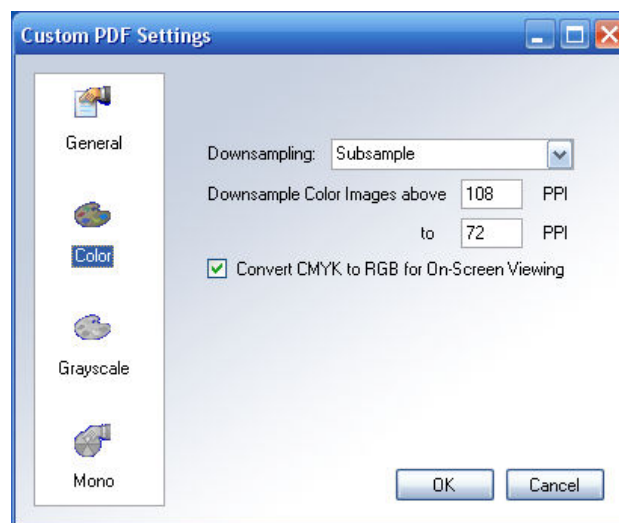 Custom PDF Settings
General
Color
Grayscale
Mono
Downsampling: Subsample
Downsample Color Images above 108 PPI
to 72 PPI
Convert CMYK to RGB for On-Screen Viewing
OK Cancel